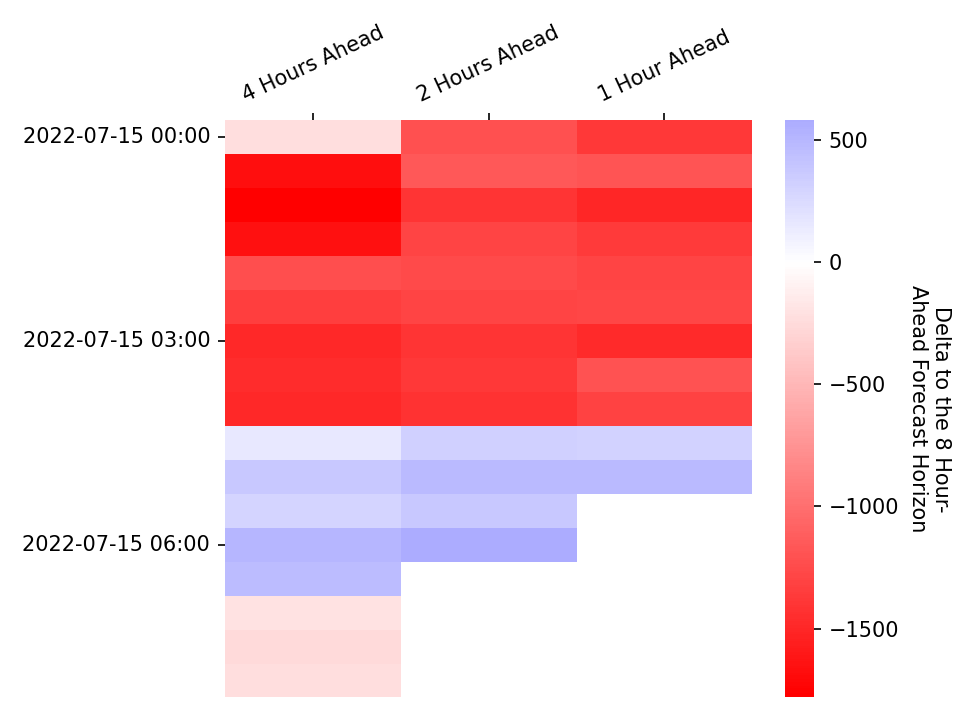 4 Hours Ahead
2 Hours Ahead
1 Hour Ahead
2022-07-15 00:00
2022-07-15 03:00
2022-07-15 06:00
500
0
−500
−1000
−1500
Delta to the 8 Hour-
Ahead Forecast Horizon